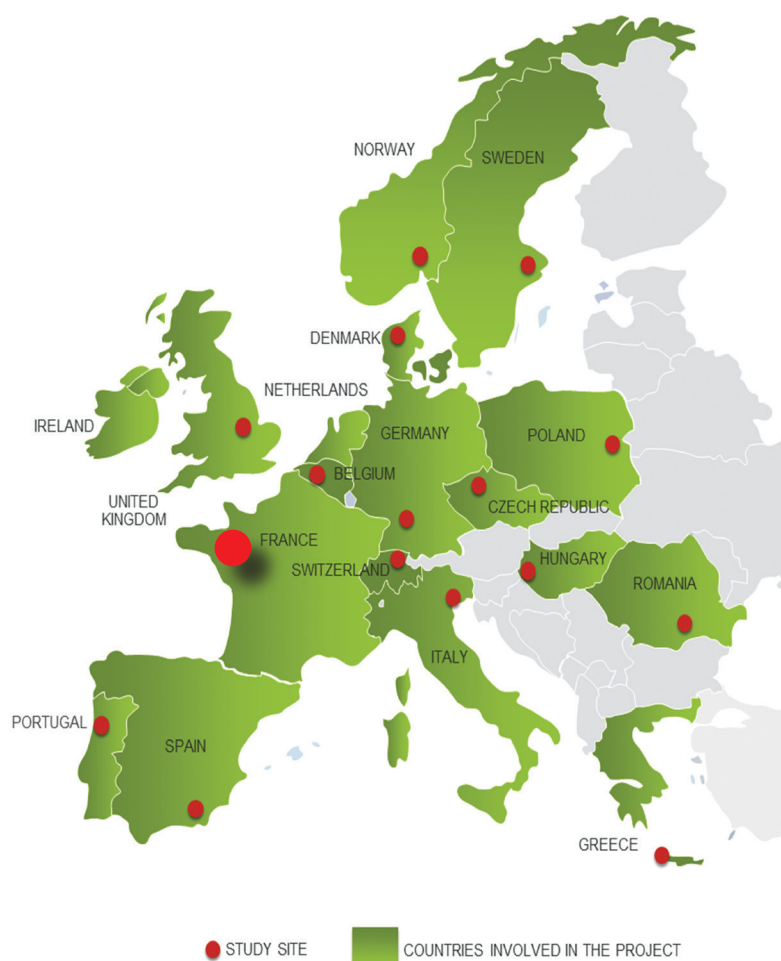 NORWAY
SWEDEN
DENMARK
NETHERLANDS
IRELAND
GERMANY
POLAND
BELGIUM
UNITED
KINGDOM
CZECH REPUBLIC
FRANCE
SWITZERLAND
HUNGARY
ROMANIA
ITALY
PORTUGAL
SPAIN
GREECE
STUDY SITE
COUNTRIES INVOLVED IN THE PROJECT